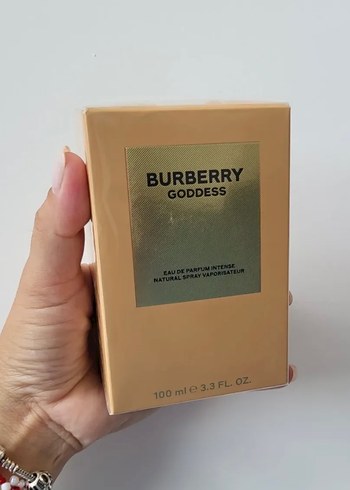 BURBERRY
GODDESS
EAU DE PARFUM INTENSE
NATURAL SPRAY VAPORISATEUR
100 ml ℮ 3.3 FL. OZ.